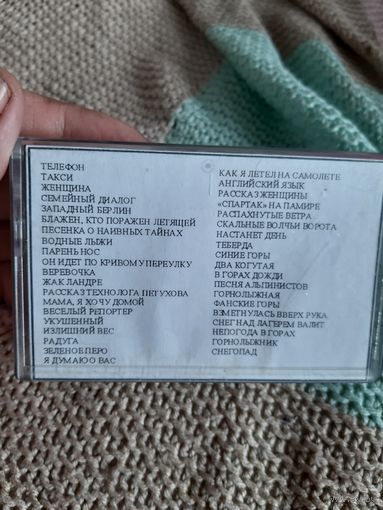 ТЕЛЕФОН
ТАКСИ
ЖЕНЩИНА
СЕМЕЙНЫЙ ДИАЛОГ
ЗАПАДНЫЙ БЕРЛИН
БЛАЖЕН, КТО ПОРАЖЕН ЛЕТЯЩЕЙ
ПЕСЕНКА О НАИВНЫХ ТАЙНАХ
ВОДНЫЕ ЛЫЖИ
ПАРЕНЬ НОС
ОН ИДЕТ ПО КРИВОМУ ПЕРЕУЛКУ
ВЕРЕВОЧКА
ЖАК ЛАНДРЕ
РАССКАЗ ТЕХНОЛОГА ПЕТУХОВА
МАМА, Я ХОЧУ ДОМОЙ
ВЕСЕЛЫЙ РЕПОРТЕР
УКУШЕННЫЙ
ИЗЛИШНИЙ ВЕС
РАДУГА
ЗЕЛЕНОЕ ПЕРО
Я ДУМАЮ О ВАС
КАК Я ЛЕТЕЛ НА САМОЛЕТЕ
АНГЛИЙСКИЙ ЯЗЫК
РАССКАЗ ЖЕНЩИНЫ
«СПАРТАК» НА ПАМИРЕ
РАСПАХНУТЫЕ ВЕТРА
СКАЛЬНЫЕ ВОЛЧЬИ ВОРОТА
НАСТАНЕТ ДЕНЬ
ТЕБЕРДА
СИНИЕ ГОРЫ
ДВА КОГУТАЯ
В ГОРАХ ДОЖДИ
ПЕСНЯ АЛЬПИНИСТОВ
ГОРНОЛЫЖНАЯ
ФАНСКИЕ ГОРЫ
ВЗМЕТНУЛАСЬ ВВЕРХ РУКА
СНЕГ НАД ЛАГЕРЕМ ВАЛИТ
НЕПОГОДА В ГОРАХ
ГОРНОЛЫЖНИК
СНЕГОПАД